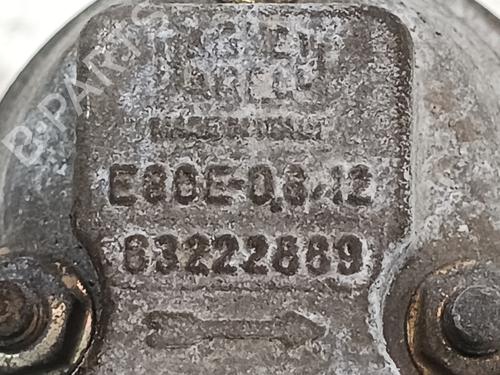 MAGNETI
MARELLI
MADE IN ITALY
E80E-0,8/12
63222889
B-PARTS